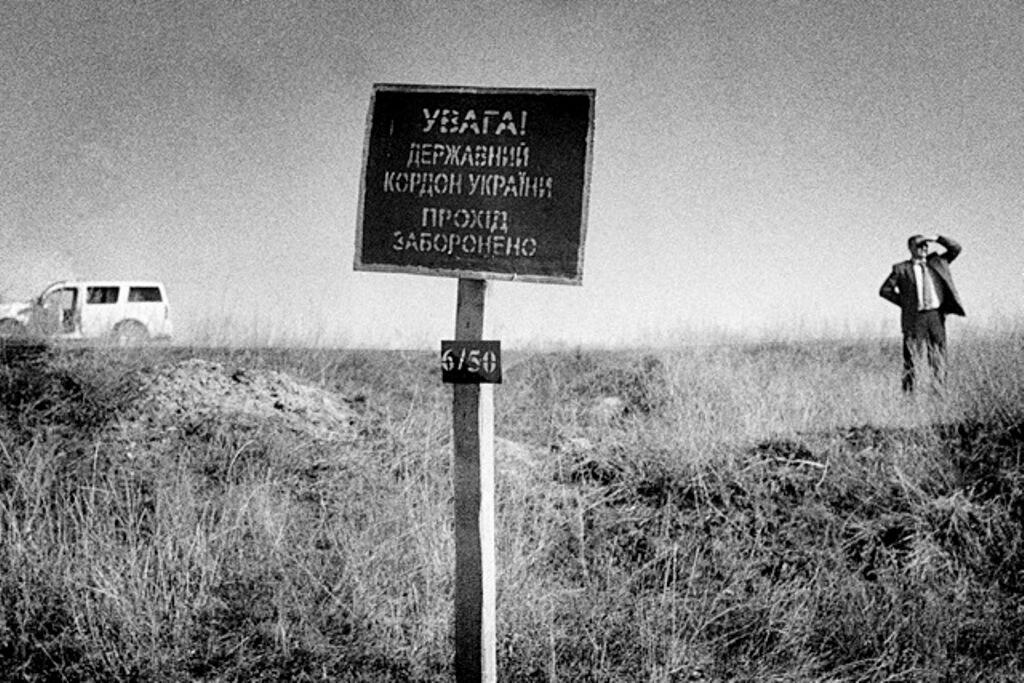 УВАГА!
ДЕРЖАВНИЙ
КОРДОН УКРАЇНИ
ПРОХІД
ЗАБОРОНЕНО
6/50